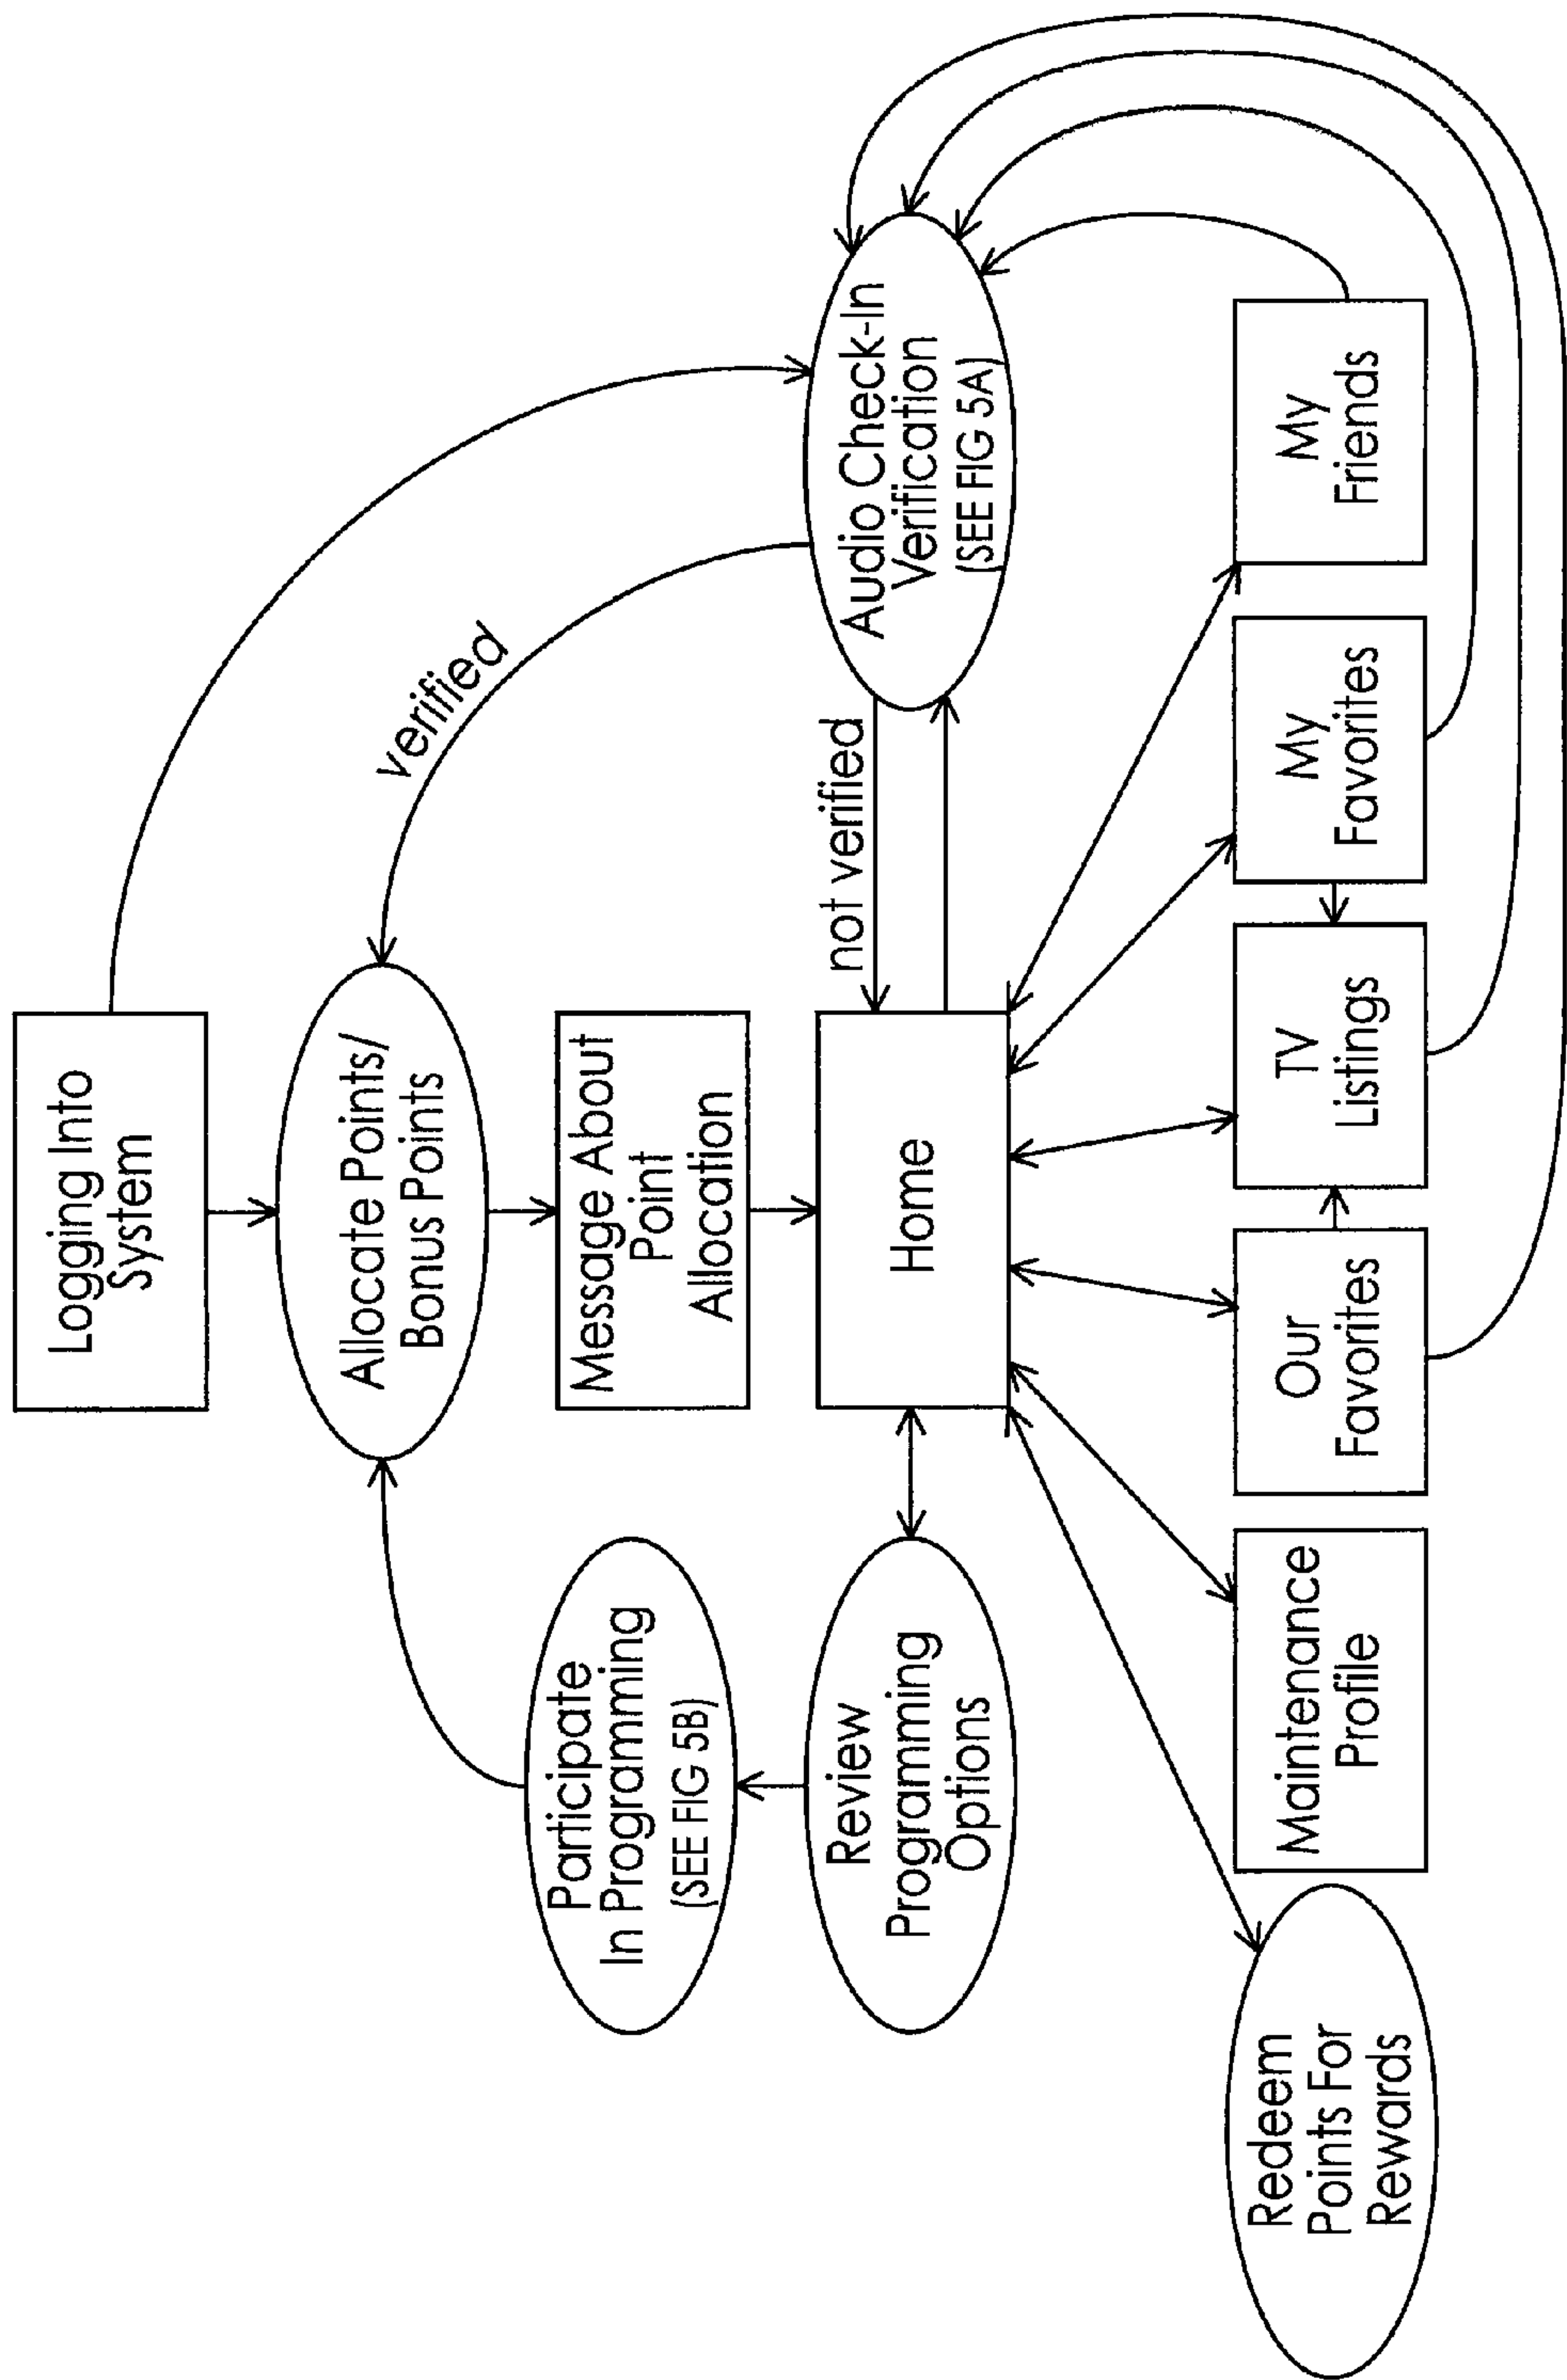 Logging Into
System
Allocate Points/
Bonus Points
verified
Participate
In Programming
(SEE FIG 5B)
Message About
Point
Allocation
Review
Programming
Options
Home
not verified
Audio Check-In
Verification
(SEE FIG 5A)
Redeem
Points For
Rewards
Maintenance
Profile
Our
Favorites
TV
Listings
My
Favorites
My
Friends